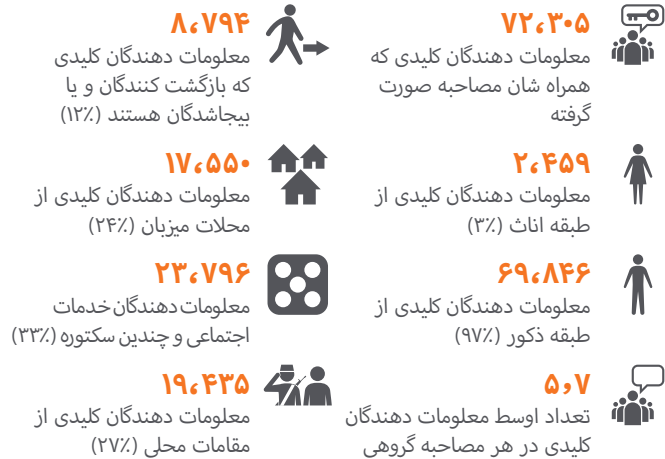 ۷۲،۳۰۵
معلومات دهندگان کلیدی که
همراه شان مصاحبه صورت
گرفته
۸،۷۹۴
معلومات دهندگان کلیدی
که بازگشت کنندگان و یا
بیجاشدگان هستند (۱۲٪)
۲،۴۵۹
معلومات دهندگان کلیدی از
طبقه اناث (۳٪)
۱۷،۵۵۰
معلومات دهندگان کلیدی از
محلات میزبان (۲۴٪)
۶۹،۸۴۶
معلومات دهندگان کلیدی از
طبقه ذکور (۹۷٪)
۲۳،۷۹۶
معلومات دهندگان خدمات
اجتماعی و چندین سکتوره (۳۳٪)
۵،۷
تعداد اوسط معلومات دهندگان
کلیدی در هر مصاحبه گروهی
۱۹،۴۳۵
معلومات دهندگان کلیدی از
مقامات محلی (۲۷٪)